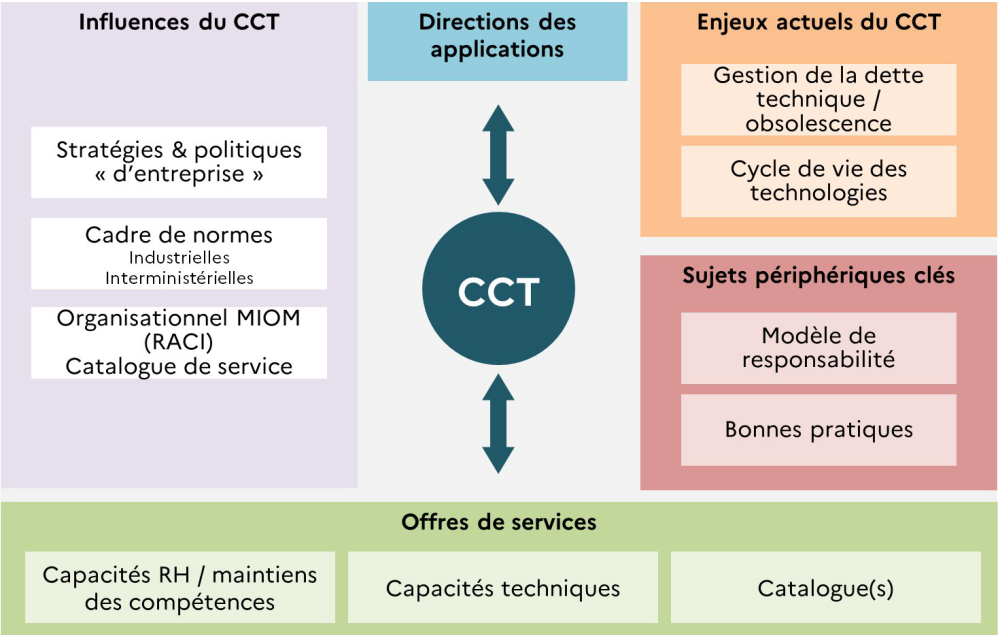 Influences du CCT
Stratégies & politiques
« d’entreprise »
Cadre de normes
Industrielles
Interministérielles
Organisationnel MIOM
(RACI)
Catalogue de service
Directions des
applications
CCT
Enjeux actuels du CCT
Gestion de la dette
technique /
obsolescence
Cycle de vie des
technologies
Sujets périphériques clés
Modèle de
responsabilité
Bonnes pratiques
Offres de services
Capacités RH / maintiens
des compétences
Capacités techniques
Catalogue(s)